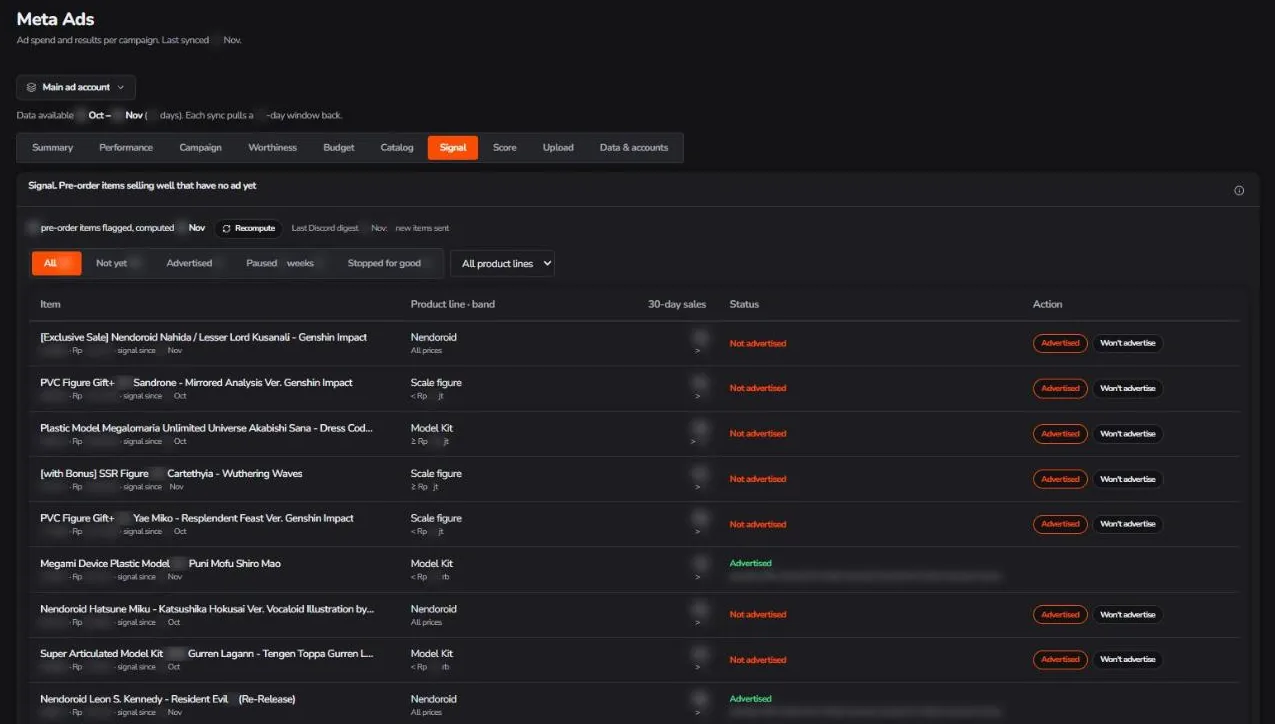 Meta Ads
Ad spend and results per campaign. Last synced Nov.
Main ad account
Data available Oct – Nov ( days). Each sync pulls a -day window back.
Summary Performance Campaign Worthiness Budget Catalog Signal Score Upload Data & accounts
Signal. Pre-order items selling well that have no ad yet
pre-order items flagged, computed Nov Recompute Last Discord digest Nov: new items sent
All Not yet Advertised Paused weeks Stopped for good All product lines
Item Product line · band 30-day sales Status Action
[Exclusive Sale] Nendoroid Nahida / Lesser Lord Kusanali - Genshin Impact Nendoroid Not advertised Advertised Won't advertise
· Rp · signal since Nov All prices >
PVC Figure Gift+ Sandrone - Mirrored Analysis Ver. Genshin Impact Scale figure Not advertised Advertised Won't advertise
· Rp · signal since Oct < Rp jt >
Plastic Model Megalomaria Unlimited Universe Akabishi Sana - Dress Cod... Model Kit Not advertised Advertised Won't advertise
· Rp · signal since Oct ≥ Rp jt >
[with Bonus] SSR Figure Cartethyia - Wuthering Waves Scale figure Not advertised Advertised Won't advertise
· Rp · signal since Nov ≥ Rp jt >
PVC Figure Gift+ Yae Miko - Resplendent Feast Ver. Genshin Impact Scale figure Not advertised Advertised Won't advertise
· Rp · signal since Oct < Rp jt >
Megami Device Plastic Model Puni Mofu Shiro Mao Model Kit Advertised
· Rp · signal since Nov < Rp rb >
Nendoroid Hatsune Miku - Katsushika Hokusai Ver. Vocaloid Illustration by... Nendoroid Not advertised Advertised Won't advertise
· Rp · signal since Oct All prices >
Super Articulated Model Kit Gurren Lagann - Tengen Toppa Gurren L... Model Kit Not advertised Advertised Won't advertise
· Rp · signal since Oct < Rp rb >
Nendoroid Leon S. Kennedy - Resident Evil (Re-Release) Nendoroid Advertised
· Rp · signal since Nov All prices >